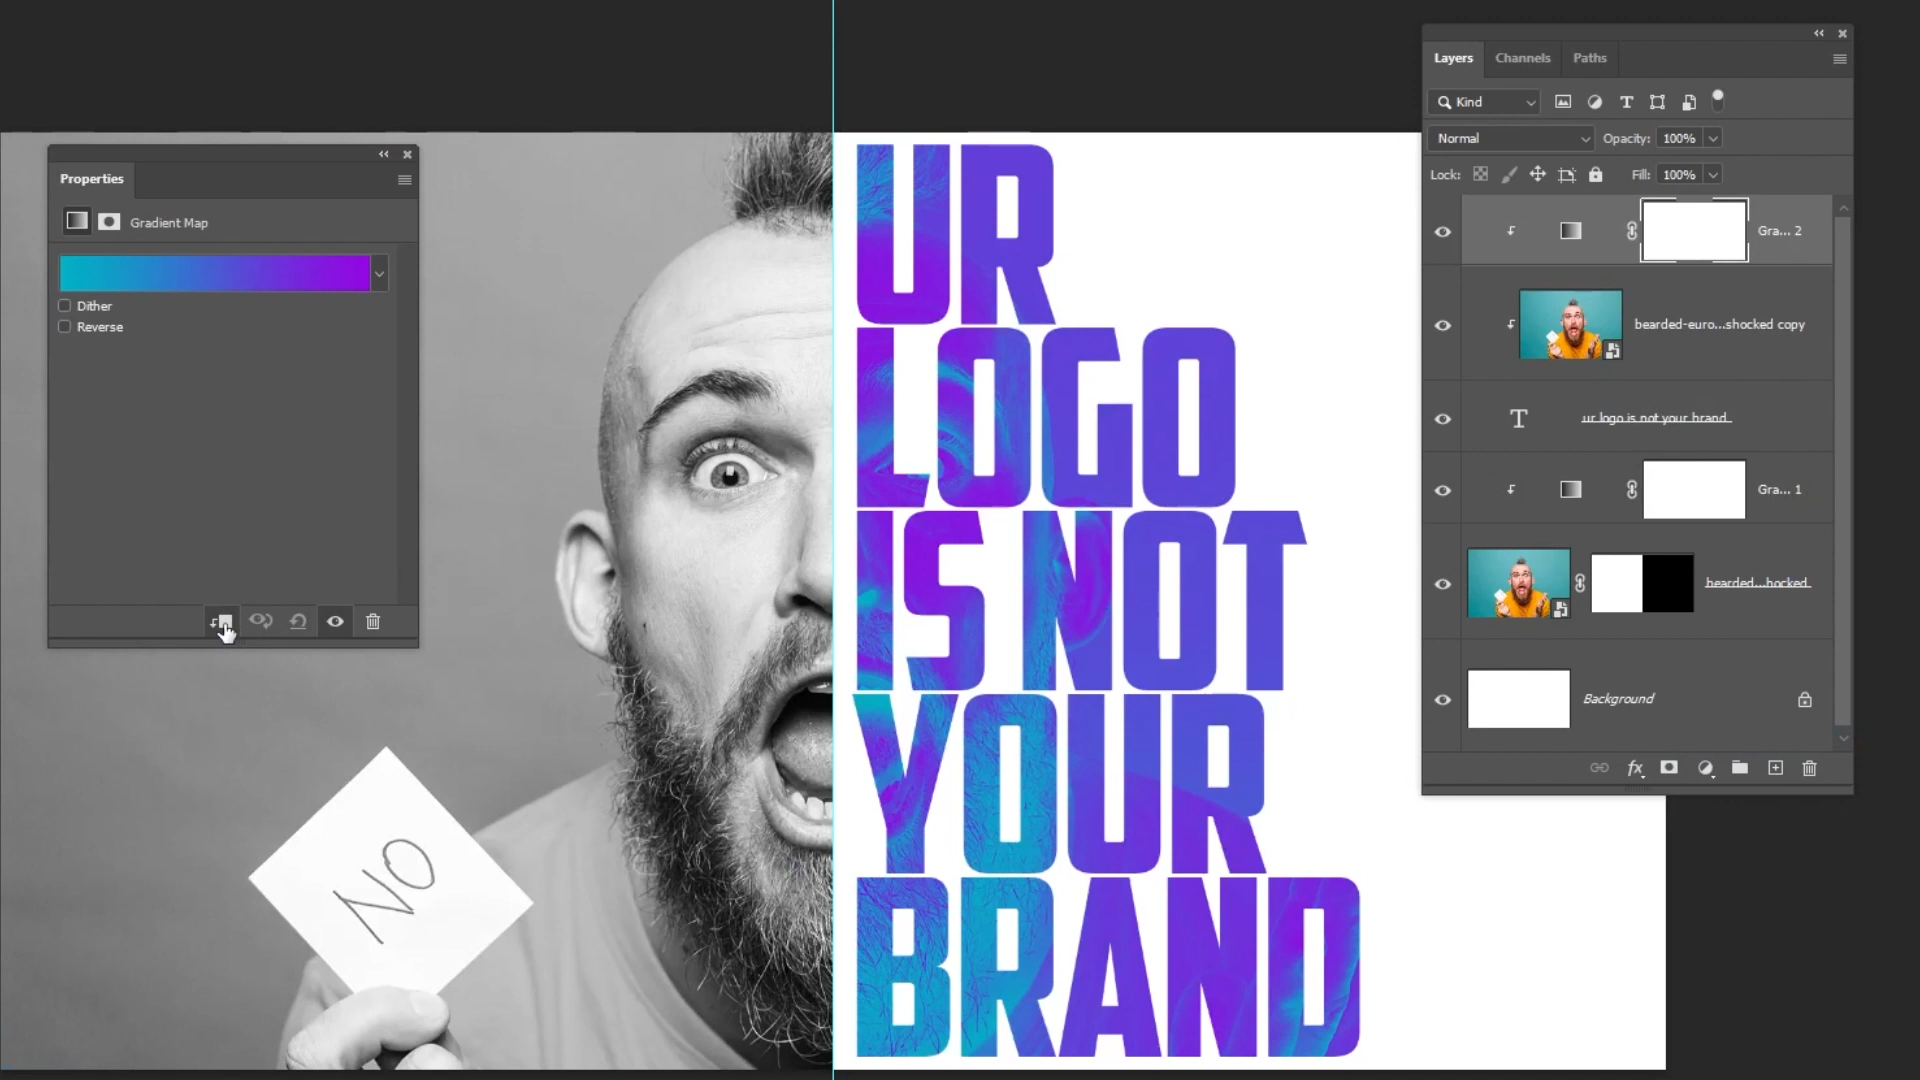 Properties
Gradient Map
Dither
Reverse
NO
UR
LOGO
IS NOT
YOUR
BRAND
Layers Channels Paths
Kind
Normal Opacity: 100%
Lock: Fill: 100%
Gra... 2
bearded-euro...shocked copy
T ur logo is not your brand
Gra... 1
bearded...hocked
Background
fx